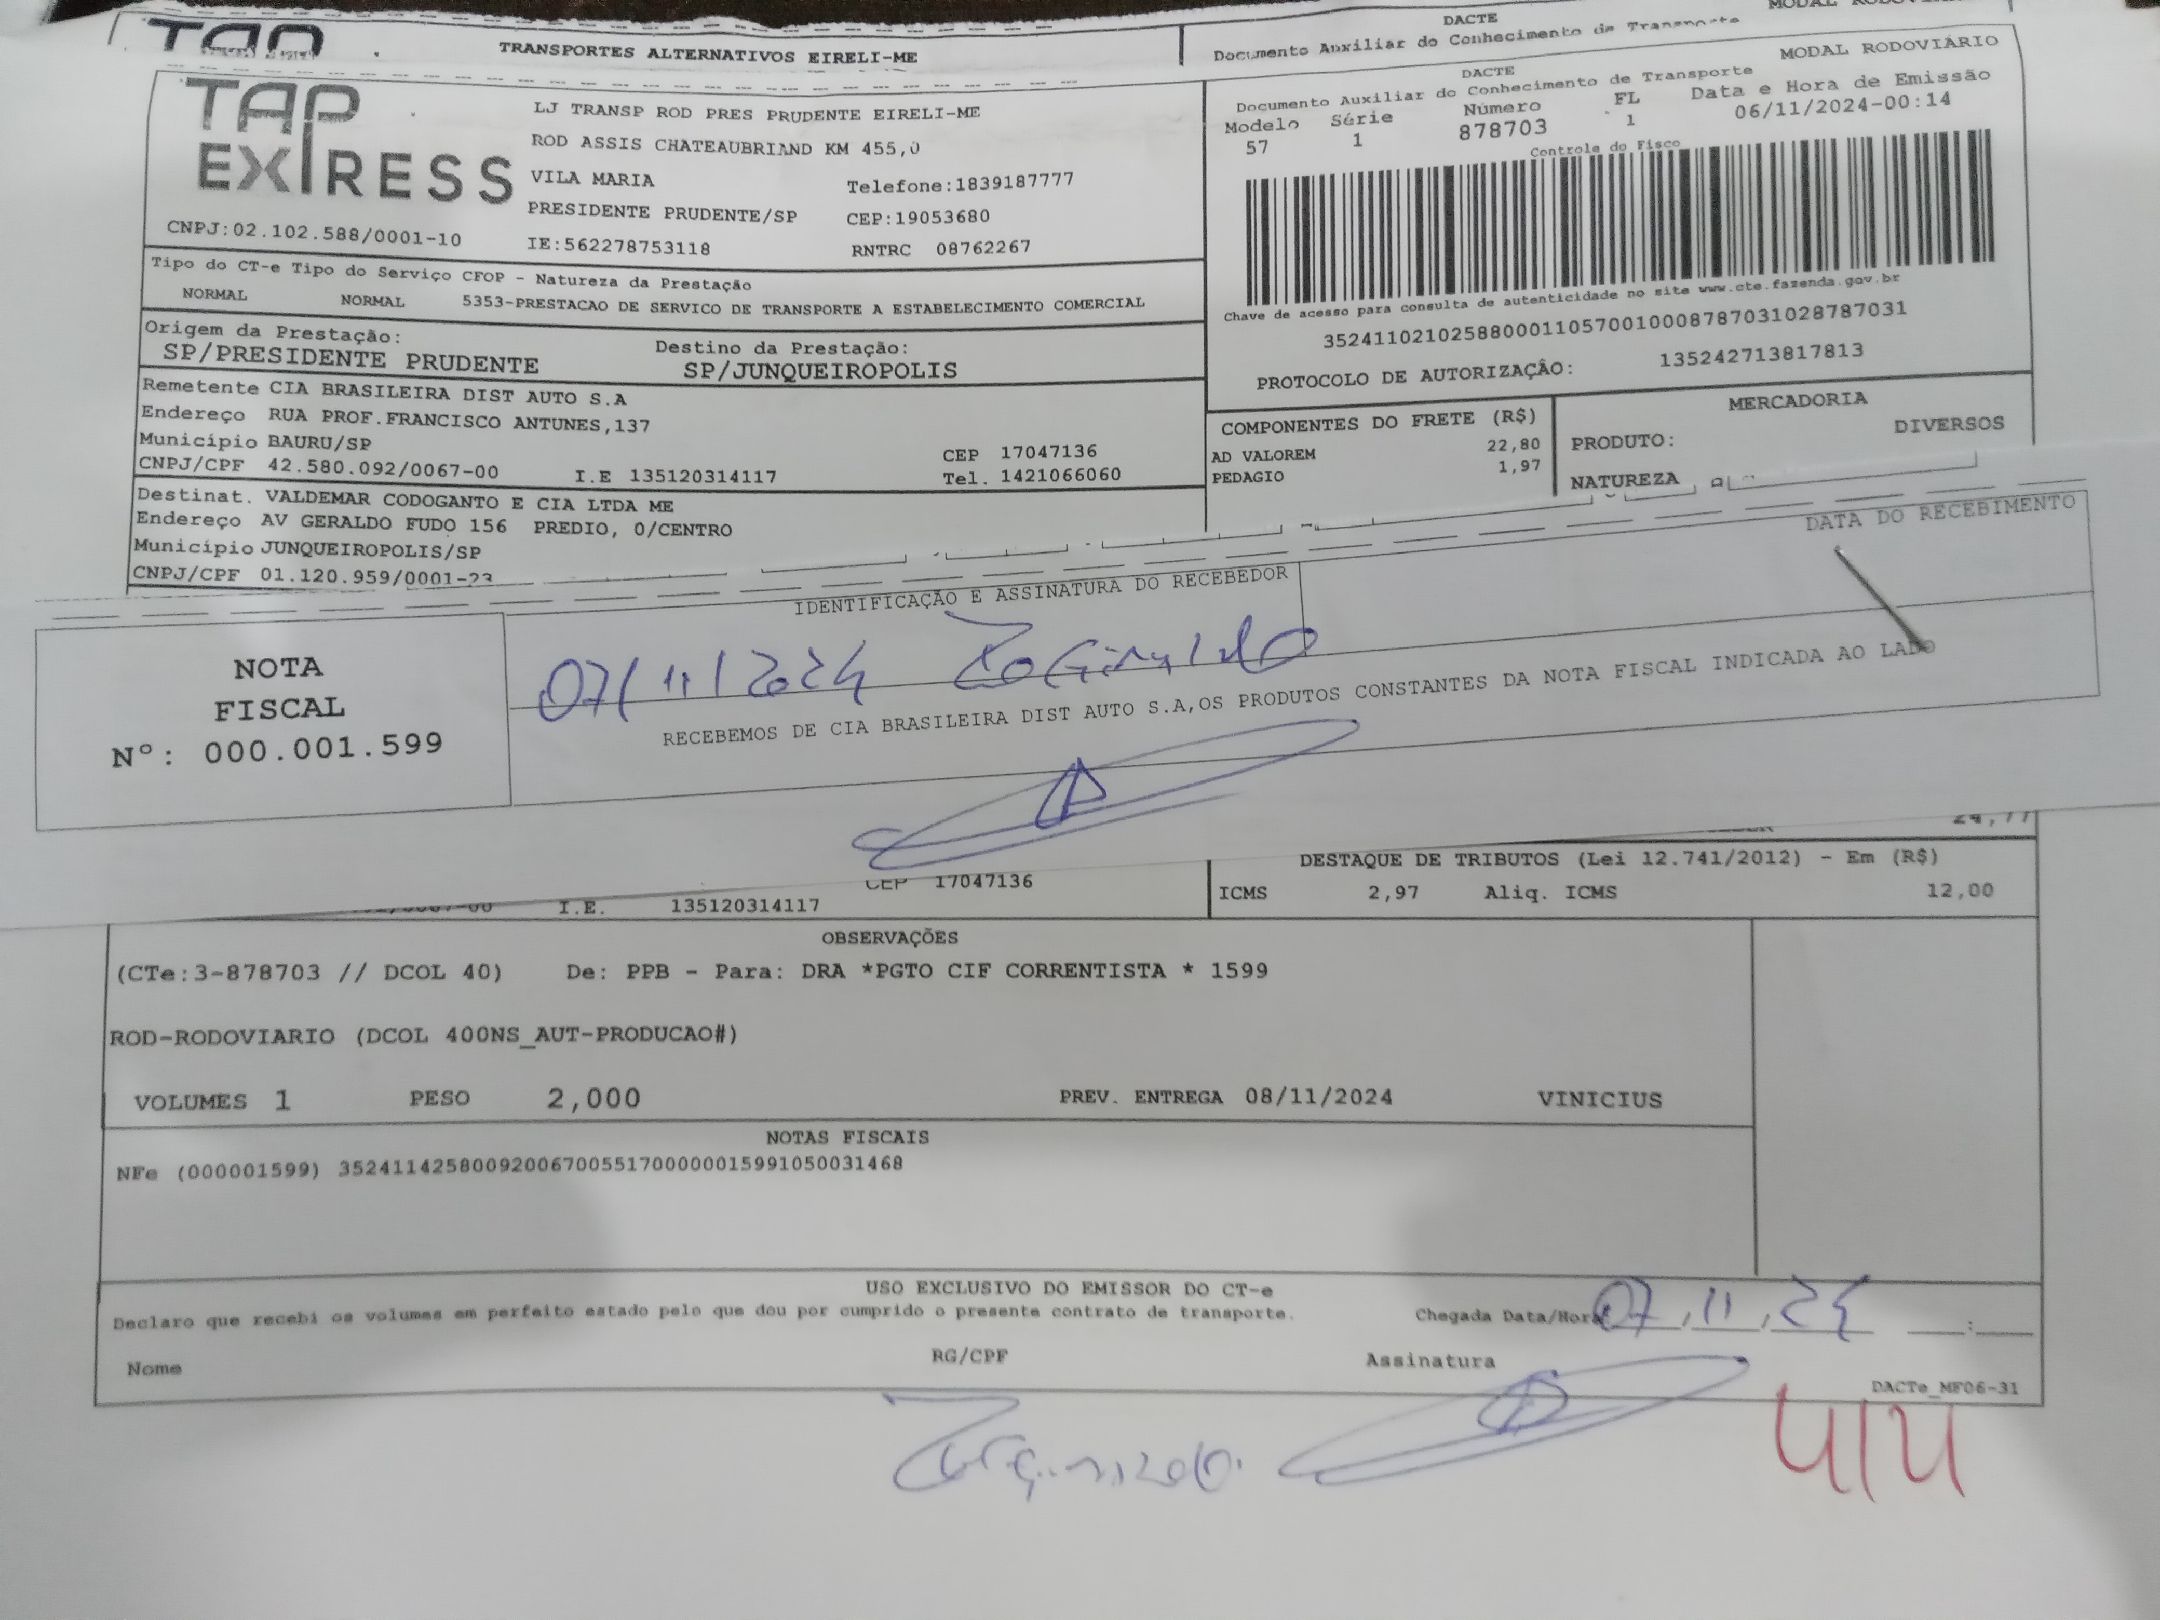 TAP
TRANSPORTES ALTERNATIVOS EIRELI-ME
DACTE
Documento Auxiliar do Conhecimento de Transporte
MODAL RODOVIÁRIO
TAP
EXPRESS
CNPJ:02.102.588/0001-10
LJ TRANSP ROD PRES PRUDENTE EIRELI-ME
ROD ASSIS CHATEAUBRIAND KM 455,0
VILA MARIA Telefone:1839187777
PRESIDENTE PRUDENTE/SP CEP:19053680
IE:562278753118 RNTRC 08762267
DACTE MODAL RODOVIÁRIO
Documento Auxiliar do Conhecimento de Transporte
Modelo Série Número FL Data e Hora de Emissão
57 1 878703 1 06/11/2024-00:14
Controle do Fisco
Chave de acesso para consulta de autenticidade no site www.cte.fazenda.gov.br
35241102102588000110570010008787031028787031
PROTOCOLO DE AUTORIZAÇÃO: 135242713817813
Tipo do CT-e Tipo do Serviço CFOP - Natureza da Prestação
NORMAL NORMAL 5353-PRESTACAO DE SERVICO DE TRANSPORTE A ESTABELECIMENTO COMERCIAL
Origem da Prestação: Destino da Prestação:
SP/PRESIDENTE PRUDENTE SP/JUNQUEIROPOLIS
Remetente CIA BRASILEIRA DIST AUTO S.A
Endereço RUA PROF.FRANCISCO ANTUNES,137
Município BAURU/SP CEP 17047136
CNPJ/CPF 42.580.092/0067-00 I.E 135120314117 Tel. 1421066060
COMPONENTES DO FRETE (R$)
AD VALOREM 22,80
PEDAGIO 1,97
MERCADORIA
PRODUTO: DIVERSOS
NATUREZA
Destinat. VALDEMAR CODOGANTO E CIA LTDA ME
Endereço AV GERALDO FUDO 156 PREDIO, 0/CENTRO
Município JUNQUEIROPOLIS/SP
CNPJ/CPF 01.120.959/0001-23
DATA DO RECEBIMENTO
IDENTIFICAÇÃO E ASSINATURA DO RECEBEDOR
NOTA
FISCAL
Nº: 000.001.599
07/11/2024
RECEBEMOS DE CIA BRASILEIRA DIST AUTO S.A,OS PRODUTOS CONSTANTES DA NOTA FISCAL INDICADA AO LADO
24,77
CEP 17047136
I.E. 135120314117
DESTAQUE DE TRIBUTOS (Lei 12.741/2012) - Em (R$)
ICMS 2,97 Aliq. ICMS 12,00
OBSERVAÇÕES
(CTe:3-878703 // DCOL 40) De: PPB - Para: DRA *PGTO CIF CORRENTISTA * 1599
ROD-RODOVIARIO (DCOL 400NS_AUT-PRODUCAO#)
VOLUMES 1 PESO 2,000 PREV. ENTREGA 08/11/2024 VINICIUS
NOTAS FISCAIS
NFe (000001599) 35241142580092006700551700000015991050031468
USO EXCLUSIVO DO EMISSOR DO CT-e
Declaro que recebi os volumes em perfeito estado pelo que dou por cumprido o presente contrato de transporte. Chegada Data/Hora 07,11,24
Nome RG/CPF Assinatura
DACTe_MF06-31